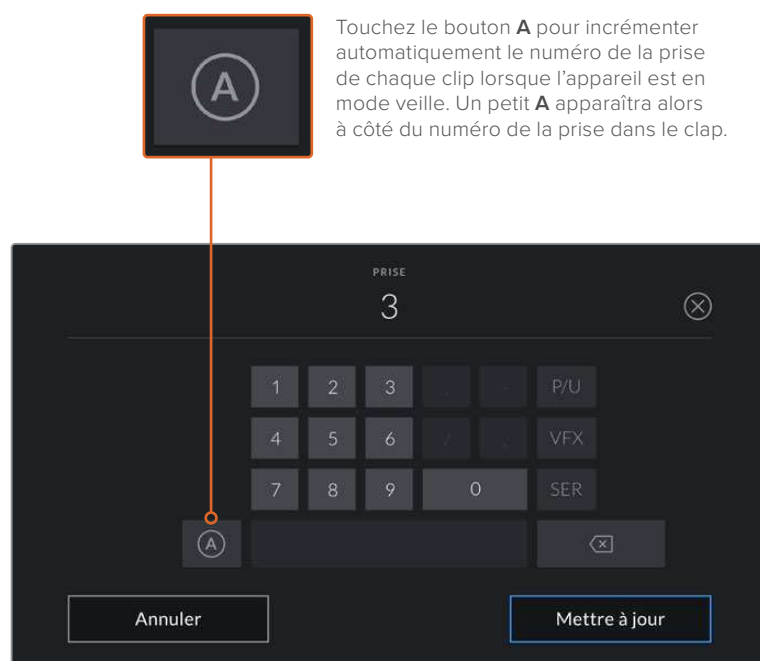 A
Touchez le bouton A pour incrémenter
automatiquement le numéro de la prise
de chaque clip lorsque l'appareil est en
mode veille. Un petit A apparaîtra alors
à côté du numéro de la prise dans le clap.
PRISE
3
1 2 3 . - P/U
4 5 6 / , VFX
7 8 9 0 SER
A
Annuler Mettre à jour